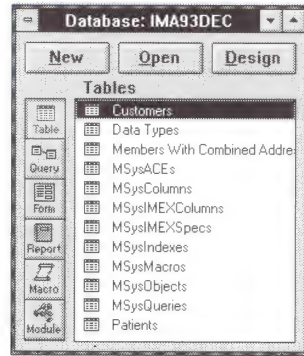 Database: IMA93DEC
New Open Design
Tables
Table
Query
Form
Report
Macro
Module
Customers
Data Types
Members With Combined Addre
MSysACEs
MSysColumns
MSysIMEXColumns
MSysIMEXSpecs
MSysIndexes
MSysMacros
MSysObjects
MSysQueries
Patients